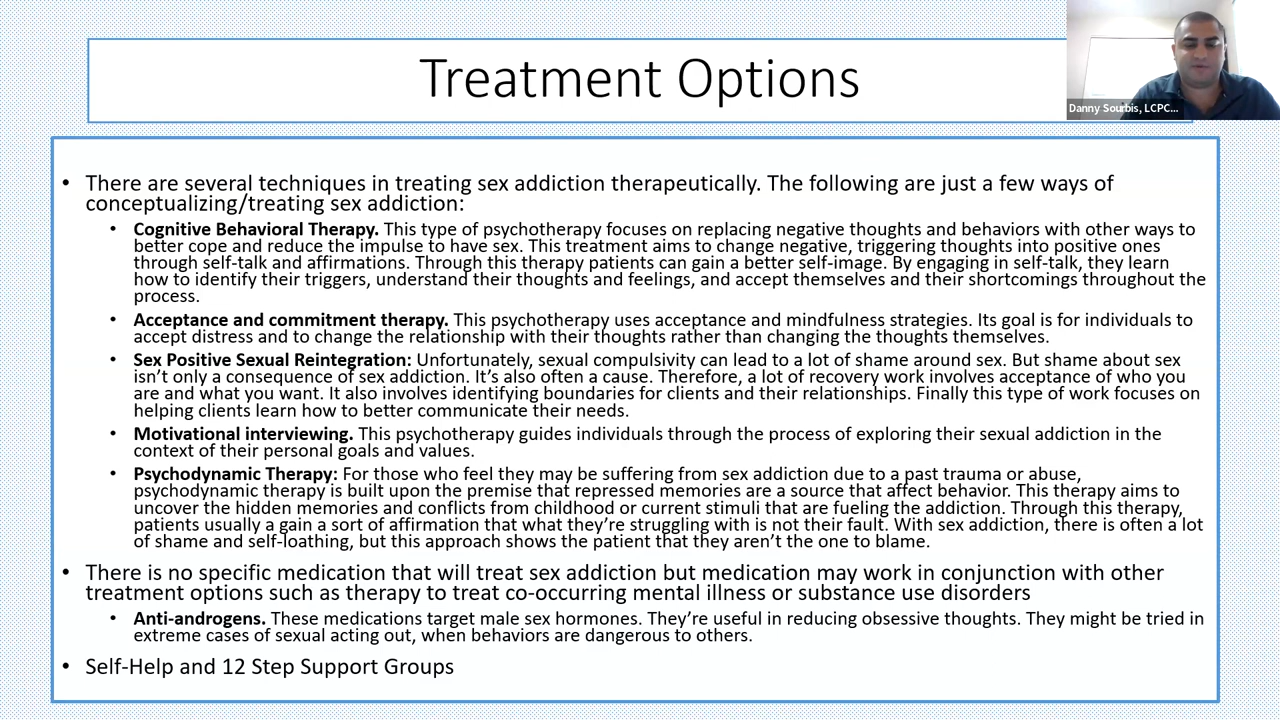 Treatment Options
Danny Sourbis, LCPC...
• There are several techniques in treating sex addiction therapeutically. The following are just a few ways of
conceptualizing/treating sex addiction:
• Cognitive Behavioral Therapy. This type of psychotherapy focuses on replacing negative thoughts and behaviors with other ways to
better cope and reduce the impulse to have sex. This treatment aims to change negative, triggering thoughts into positive ones
through self-talk and affirmations. Through this therapy patients can gain a better self-image. By engaging in self-talk, they learn
how to identify their triggers, understand their thoughts and feelings, and accept themselves and their shortcomings throughout the
process.
• Acceptance and commitment therapy. This psychotherapy uses acceptance and mindfulness strategies. Its goal is for individuals to
accept distress and to change the relationship with their thoughts rather than changing the thoughts themselves.
• Sex Positive Sexual Reintegration: Unfortunately, sexual compulsivity can lead to a lot of shame around sex. But shame about sex
isn't only a consequence of sex addiction. It's also often a cause. Therefore, a lot of recovery work involves acceptance of who you
are and what you want. It also involves identifying boundaries for clients and their relationships. Finally this type of work focuses on
helping clients learn how to better communicate their needs.
• Motivational interviewing. This psychotherapy guides individuals through the process of exploring their sexual addiction in the
context of their personal goals and values.
• Psychodynamic Therapy: For those who feel they may be suffering from sex addiction due to a past trauma or abuse,
psychodynamic therapy is built upon the premise that repressed memories are a source that affect behavior. This therapy aims to
uncover the hidden memories and conflicts from childhood or current stimuli that are fueling the addiction. Through this therapy,
patients usually a gain a sort of affirmation that what they're struggling with is not their fault. With sex addiction, there is often a lot
of shame and self-loathing, but this approach shows the patient that they aren't the one to blame.
• There is no specific medication that will treat sex addiction but medication may work in conjunction with other
treatment options such as therapy to treat co-occurring mental illness or substance use disorders
• Anti-androgens. These medications target male sex hormones. They're useful in reducing obsessive thoughts. They might be tried in
extreme cases of sexual acting out, when behaviors are dangerous to others.
• Self-Help and 12 Step Support Groups